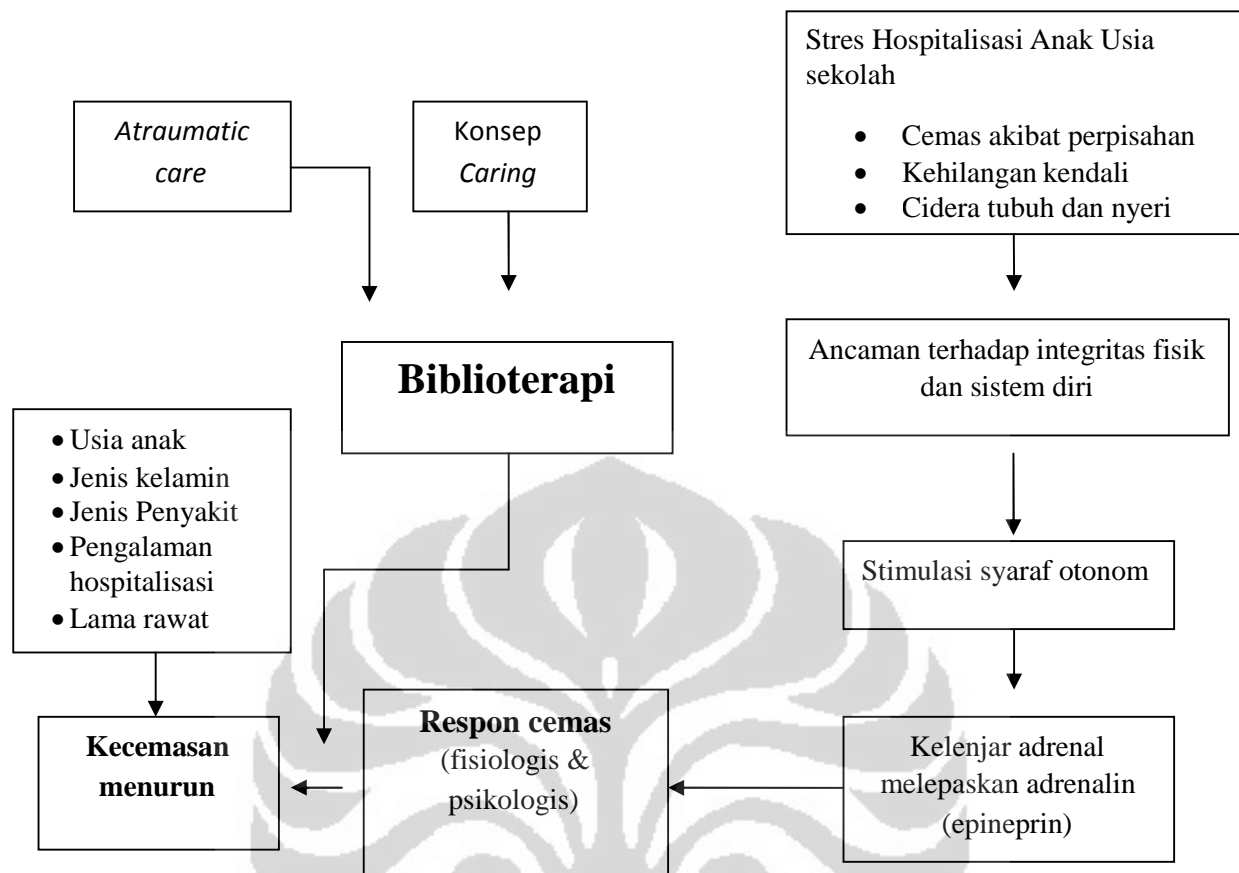 Stres Hospitalisasi Anak Usia
sekolah
• Cemas akibat perpisahan
• Kehilangan kendali
• Cidera tubuh dan nyeri
Atraumatic
care
Konsep
Caring
Biblioterapi
Ancaman terhadap integritas fisik
dan sistem diri
• Usia anak
• Jenis kelamin
• Jenis Penyakit
• Pengalaman
hospitalisasi
• Lama rawat
Stimulasi syaraf otonom
Kecemasan
menurun
Respon cemas
(fisiologis &
psikologis)
Kelenjar adrenal
melepaskan adrenalin
(epineprin)